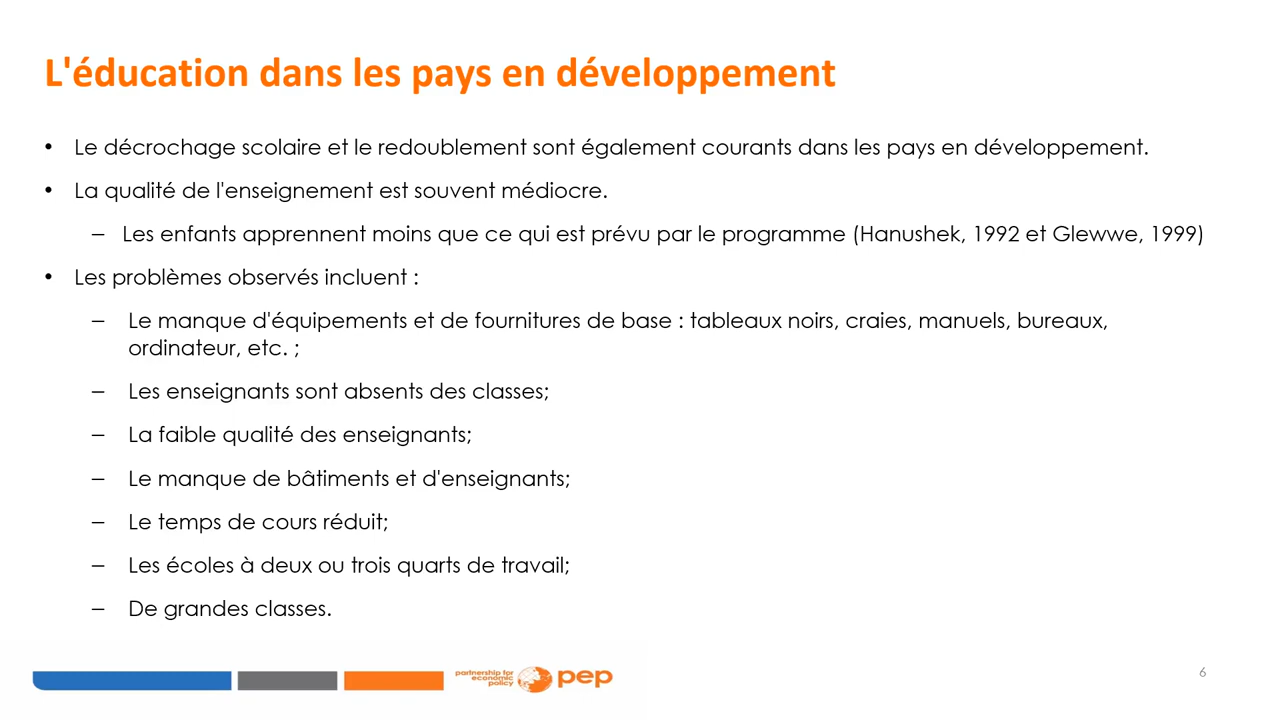 L'éducation dans les pays en développement
• Le décrochage scolaire et le redoublement sont également courants dans les pays en développement.
• La qualité de l'enseignement est souvent médiocre.
– Les enfants apprennent moins que ce qui est prévu par le programme (Hanushek, 1992 et Glewwe, 1999)
• Les problèmes observés incluent :
– Le manque d'équipements et de fournitures de base : tableaux noirs, craies, manuels, bureaux,
ordinateur, etc. ;
– Les enseignants sont absents des classes;
– La faible qualité des enseignants;
– Le manque de bâtiments et d'enseignants;
– Le temps de cours réduit;
– Les écoles à deux ou trois quarts de travail;
– De grandes classes.
partnership for
economic
policy
pep
6